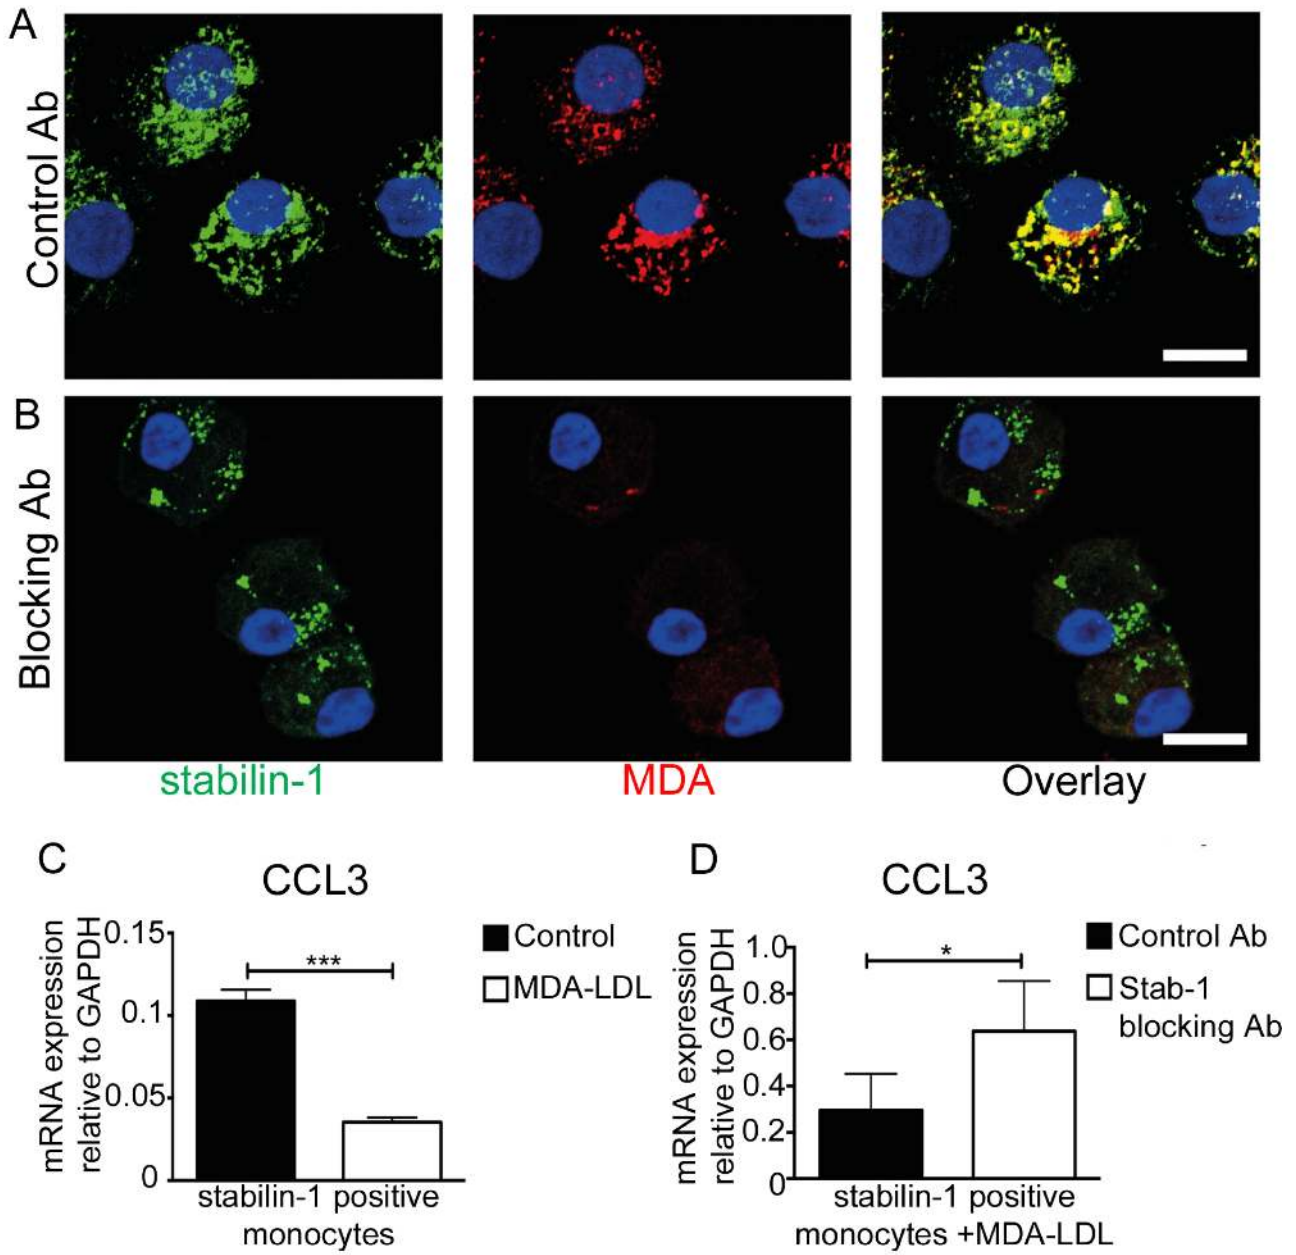 A
Control Ab
B
Blocking Ab
stabilin-1
MDA
Overlay
C
CCL3
mRNA expression
relative to GAPDH
0.15
0.1
0.05
0
***
Control
MDA-LDL
stabilin-1 positive
monocytes
D
CCL3
mRNA expression
relative to GAPDH
1.0
0.8
0.6
0.4
0.2
0
*
Control Ab
Stab-1
blocking Ab
stabilin-1 positive
monocytes +MDA-LDL